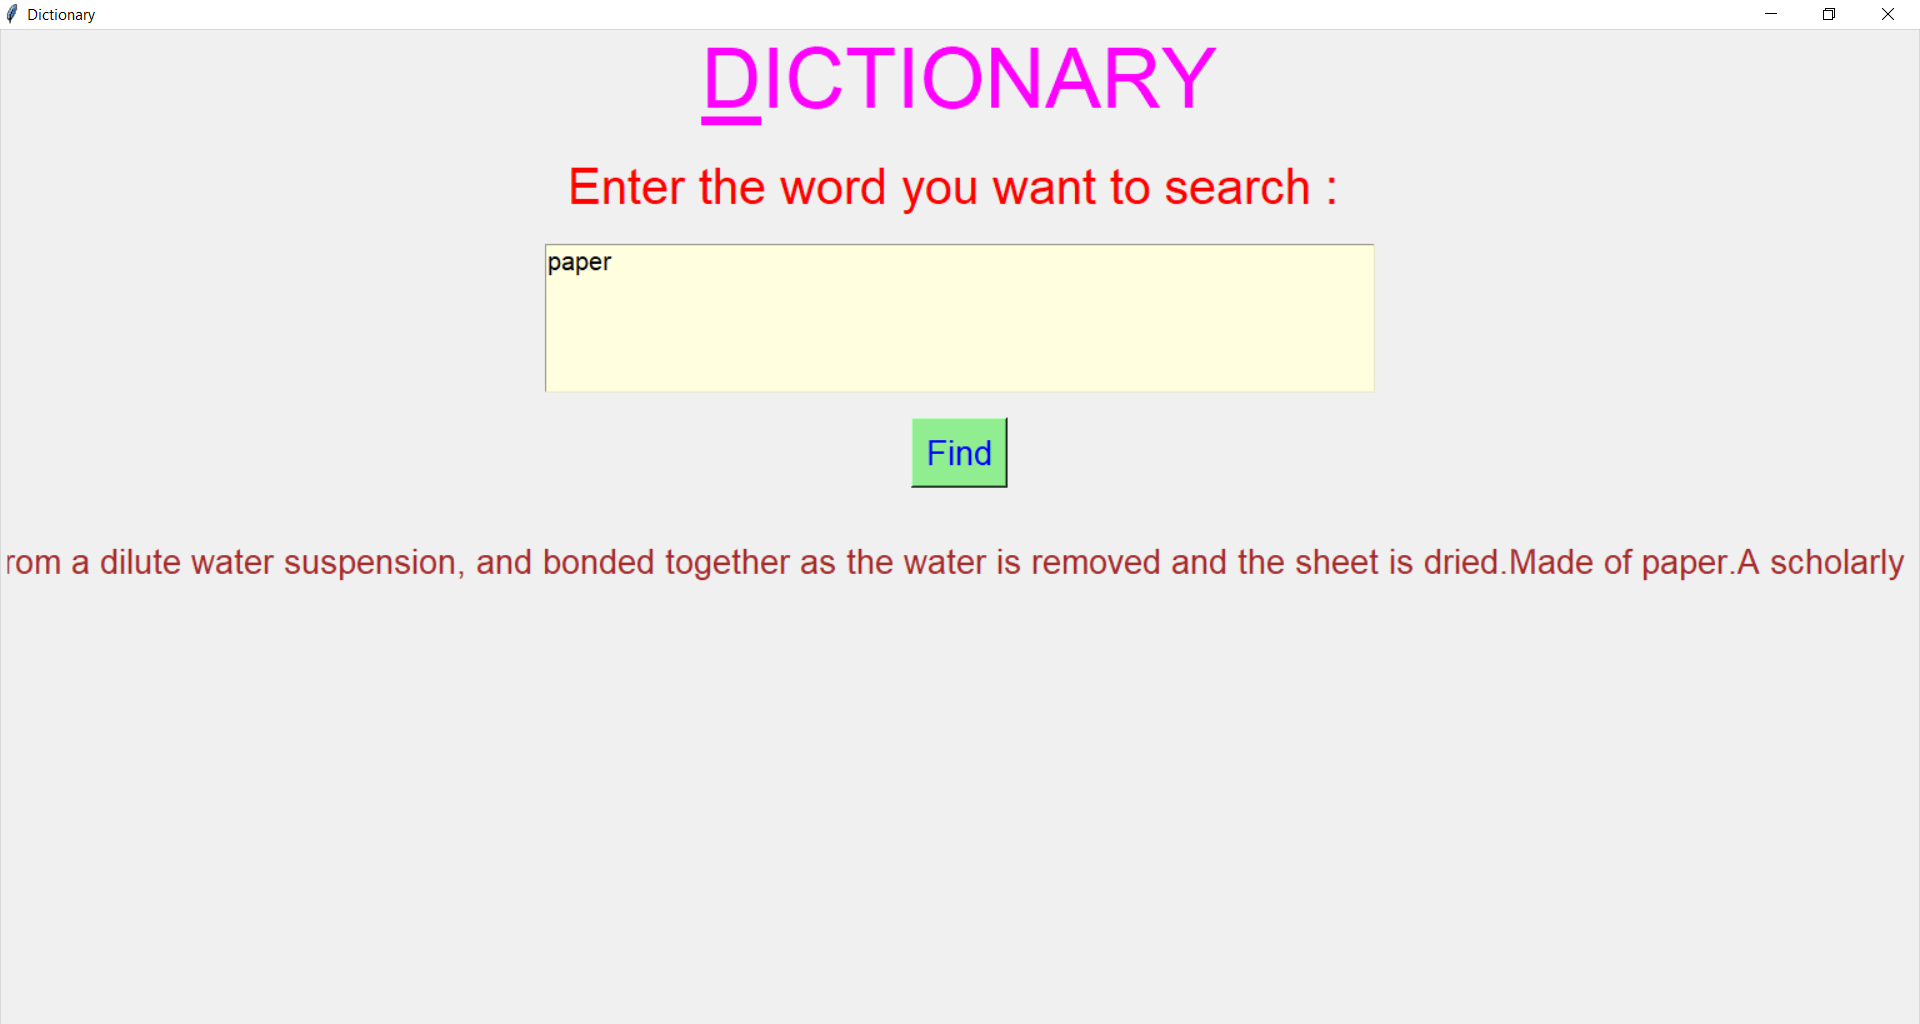 Dictionary
DICTIONARY
Enter the word you want to search :
paper
Find
rom a dilute water suspension, and bonded together as the water is removed and the sheet is dried.Made of paper.A scholarly